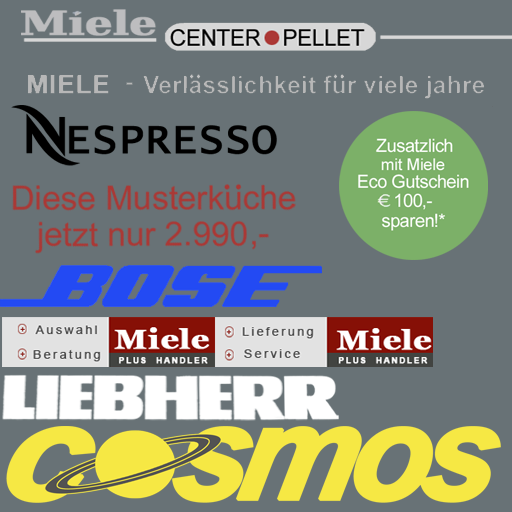 Miele
CENTER PELLET
MIELE - Verlässlichkeit für viele jahre
NESPRESSO
Zusatzlich
mit Miele
Eco Gutschein
€ 100,-
sparen!*
Diese Musterküche
jetzt nur 2.990,-
BOSE
Auswahl
Beratung
Miele
PLUS HANDLER
Lieferung
Service
Miele
PLUS HANDLER
LIEBHERR
cosmos